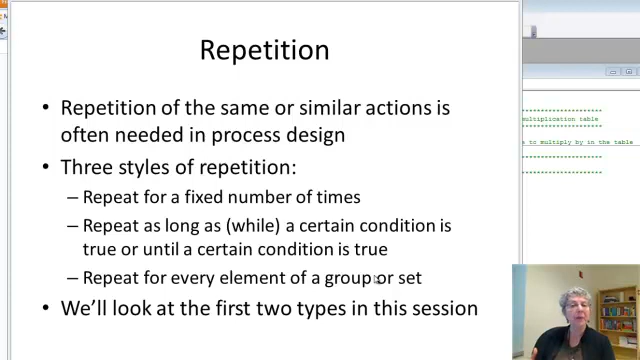 Repetition
• Repetition of the same or similar actions is
often needed in process design
• Three styles of repetition:
– Repeat for a fixed number of times
– Repeat as long as (while) a certain condition is
true or until a certain condition is true
– Repeat for every element of a group or set
• We'll look at the first two types in this session
**********************
multiplication table
**********************
e to multiply by in the table
**********************
**********************